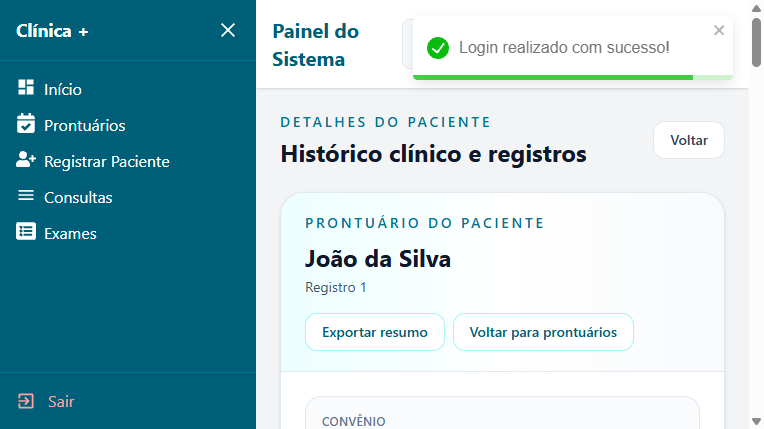 Clínica +
Início
Prontuários
Registrar Paciente
Consultas
Exames
Sair
Painel do
Sistema
Login realizado com sucesso!
DETALHES DO PACIENTE
Histórico clínico e registros
Voltar
PRONTUÁRIO DO PACIENTE
João da Silva
Registro 1
Exportar resumo
Voltar para prontuários
CONVÊNIO